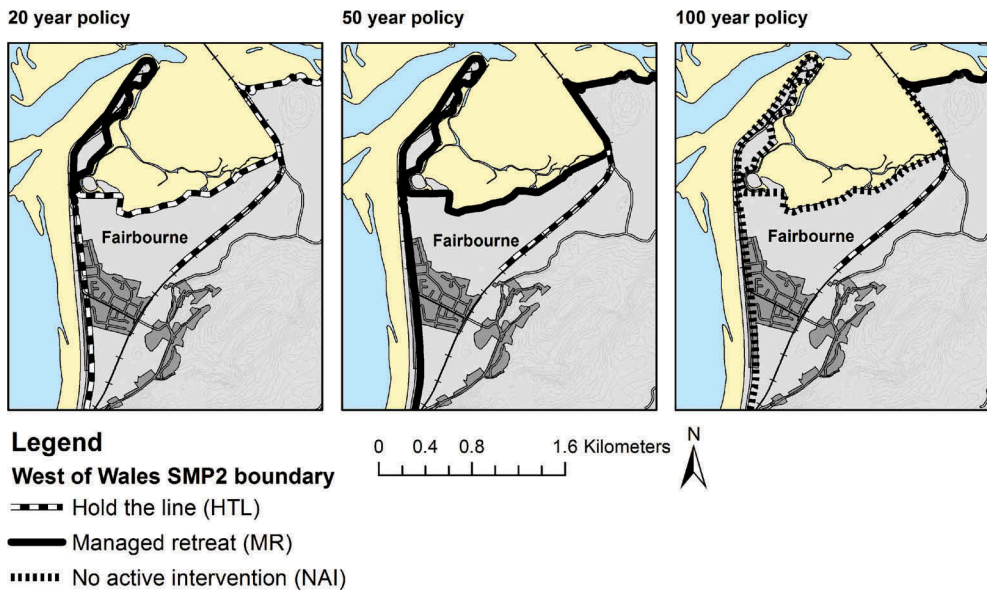 20 year policy
50 year policy
100 year policy
Fairbourne
Fairbourne
Fairbourne
Legend
West of Wales SMP2 boundary
Hold the line (HTL)
Managed retreat (MR)
No active intervention (NAI)
0 0.4 0.8 1.6 Kilometers
N